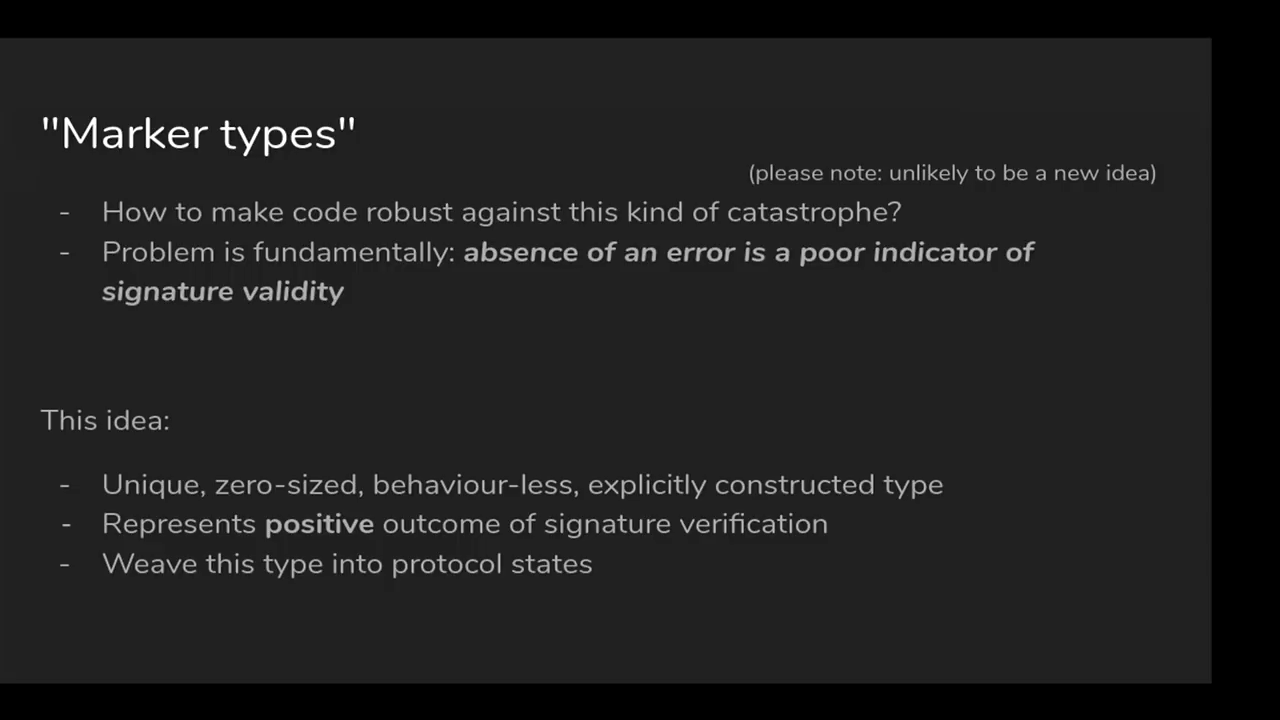 "Marker types"
(please note: unlikely to be a new idea)
- How to make code robust against this kind of catastrophe?
- Problem is fundamentally: absence of an error is a poor indicator of
signature validity
This idea:
- Unique, zero-sized, behaviour-less, explicitly constructed type
- Represents positive outcome of signature verification
- Weave this type into protocol states